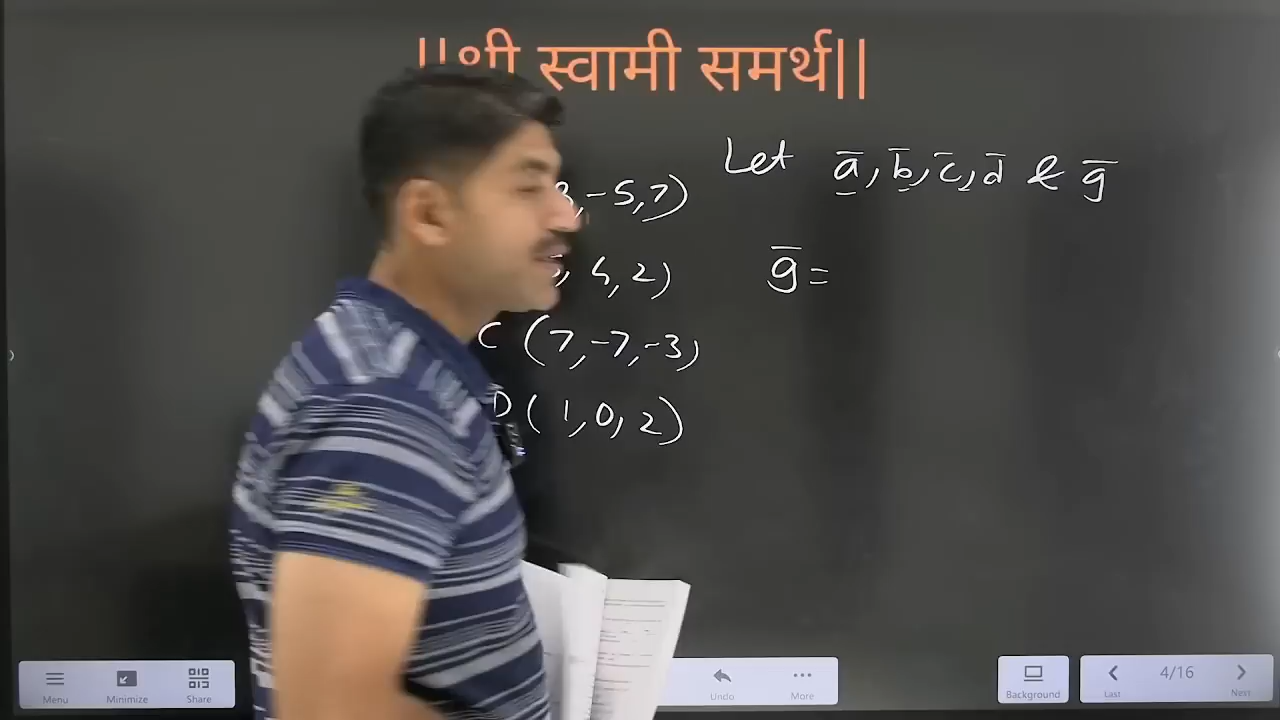 ||श्री स्वामी समर्थ||
Let a̅, b̅, c̅, d̅ & g̅
, -5, 7)
g̅ =
, 4, 2)
C (7, -7, -3)
D (1, 0, 2)
Menu Minimize Share Undo More Background Last 4/16 Next